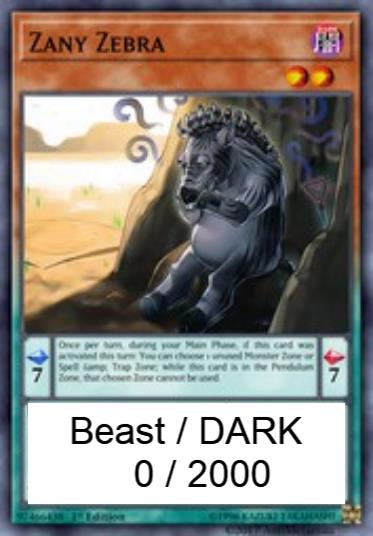 Zany Zebra
Once per turn, during your Main Phase, if this card was
activated this turn: You can choose 1 unused Monster Zone or
Spell &amp; Trap Zone; while this card is in the Pendulum
Zone, that chosen Zone cannot be used.
7
7
Beast / DARK
0 / 2000
97466438
1st Edition
©1996 KAZUKI TAKAHASHI